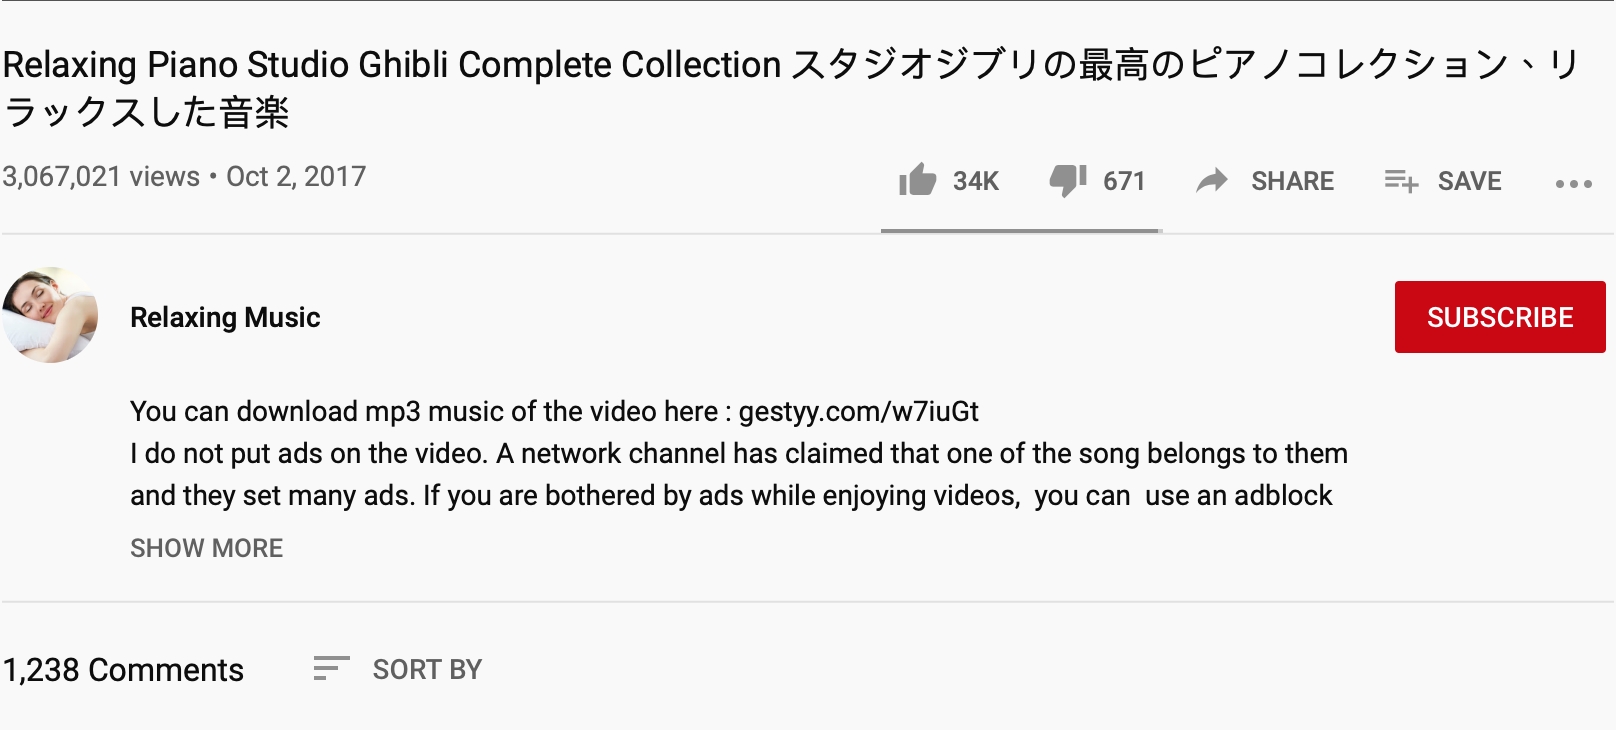 Relaxing Piano Studio Ghibli Complete Collection スタジオジブリの最高のピアノコレクション、リ
ラックスした音楽
3,067,021 views • Oct 2, 2017
34K 671 SHARE SAVE
Relaxing Music
SUBSCRIBE
You can download mp3 music of the video here : gestyy.com/w7iuGt
I do not put ads on the video. A network channel has claimed that one of the song belongs to them
and they set many ads. If you are bothered by ads while enjoying videos,  you can  use an adblock
SHOW MORE
1,238 Comments SORT BY